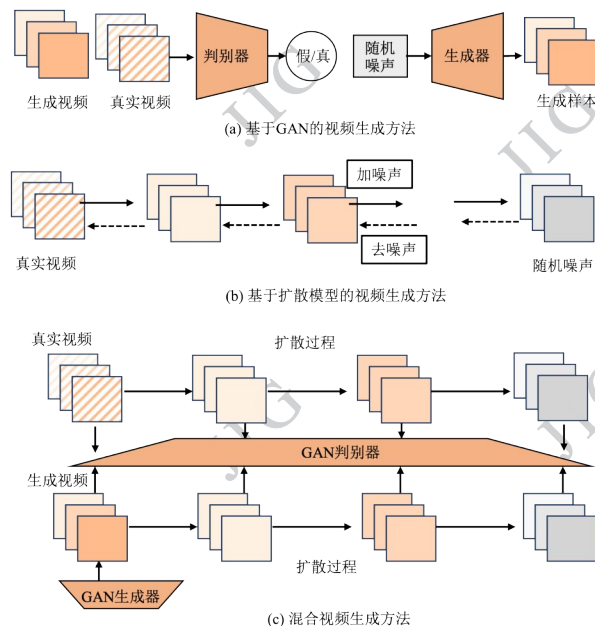 生成视频
真实视频
判别器
假/真
随机
噪声
生成器
生成样本
(a) 基于GAN的视频生成方法
JIG
JIG
加噪声
去噪声
真实视频
随机噪声
(b) 基于扩散模型的视频生成方法
真实视频
扩散过程
JIG
JIG
GAN判别器
生成视频
扩散过程
GAN生成器
(c) 混合视频生成方法